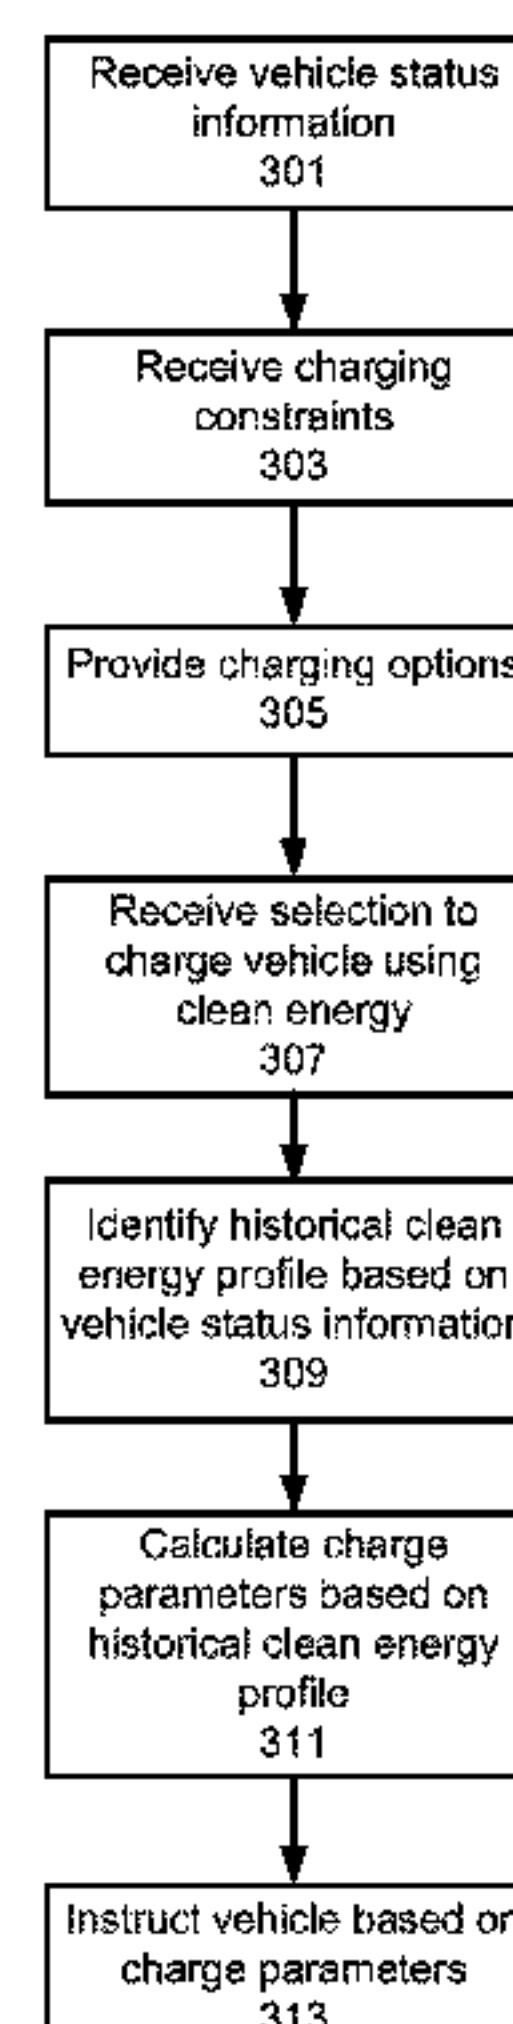 Receive vehicle status
information
301
Receive charging
constraints
303
Provide charging options
305
Receive selection to
charge vehicle using
clean energy
307
Identify historical clean
energy profile based on
vehicle status information
309
Calculate charge
parameters based on
historical clean energy
profile
311
Instruct vehicle based on
charge parameters
313